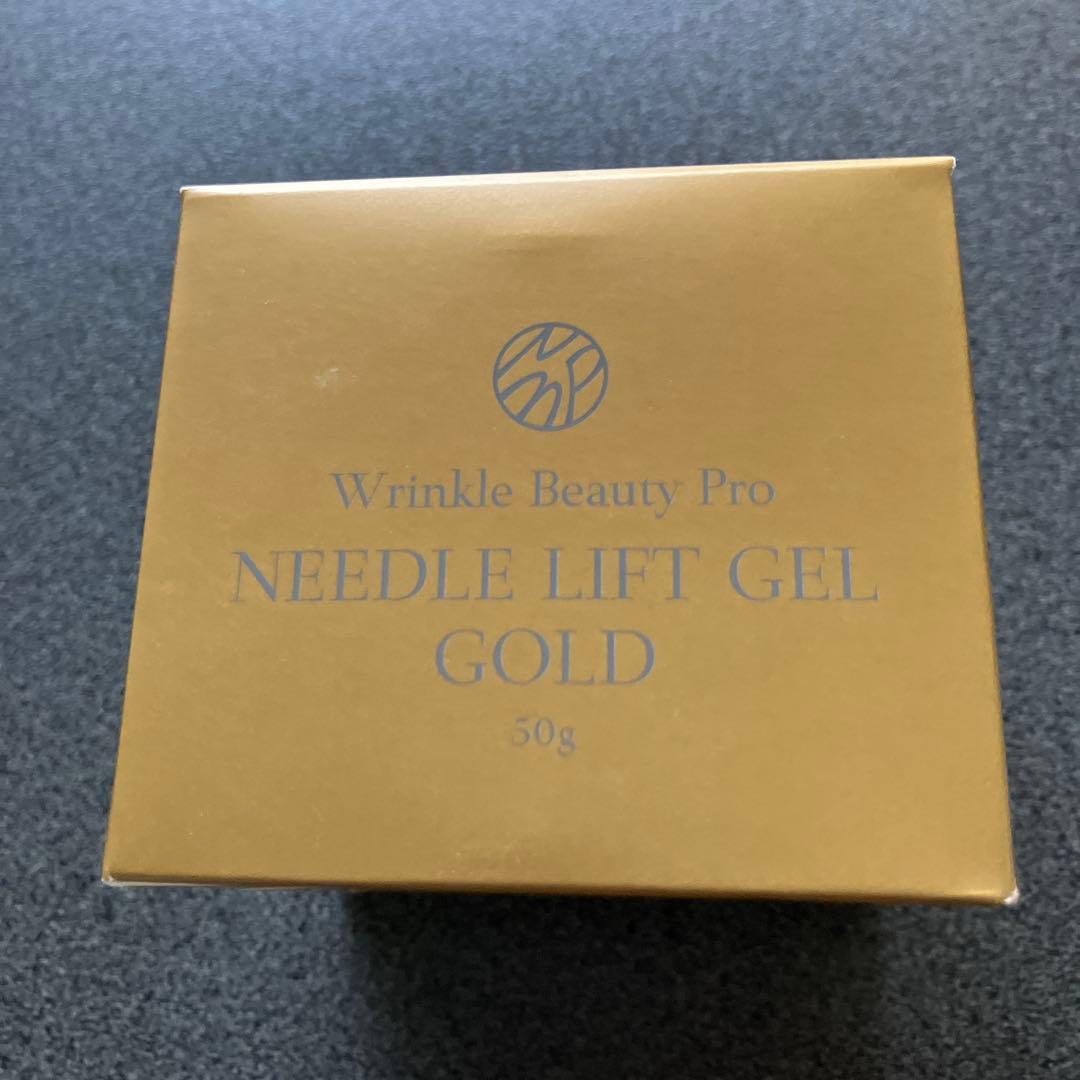 Wrinkle Beauty Pro
NEEDLE LIFT GEL
GOLD
50g